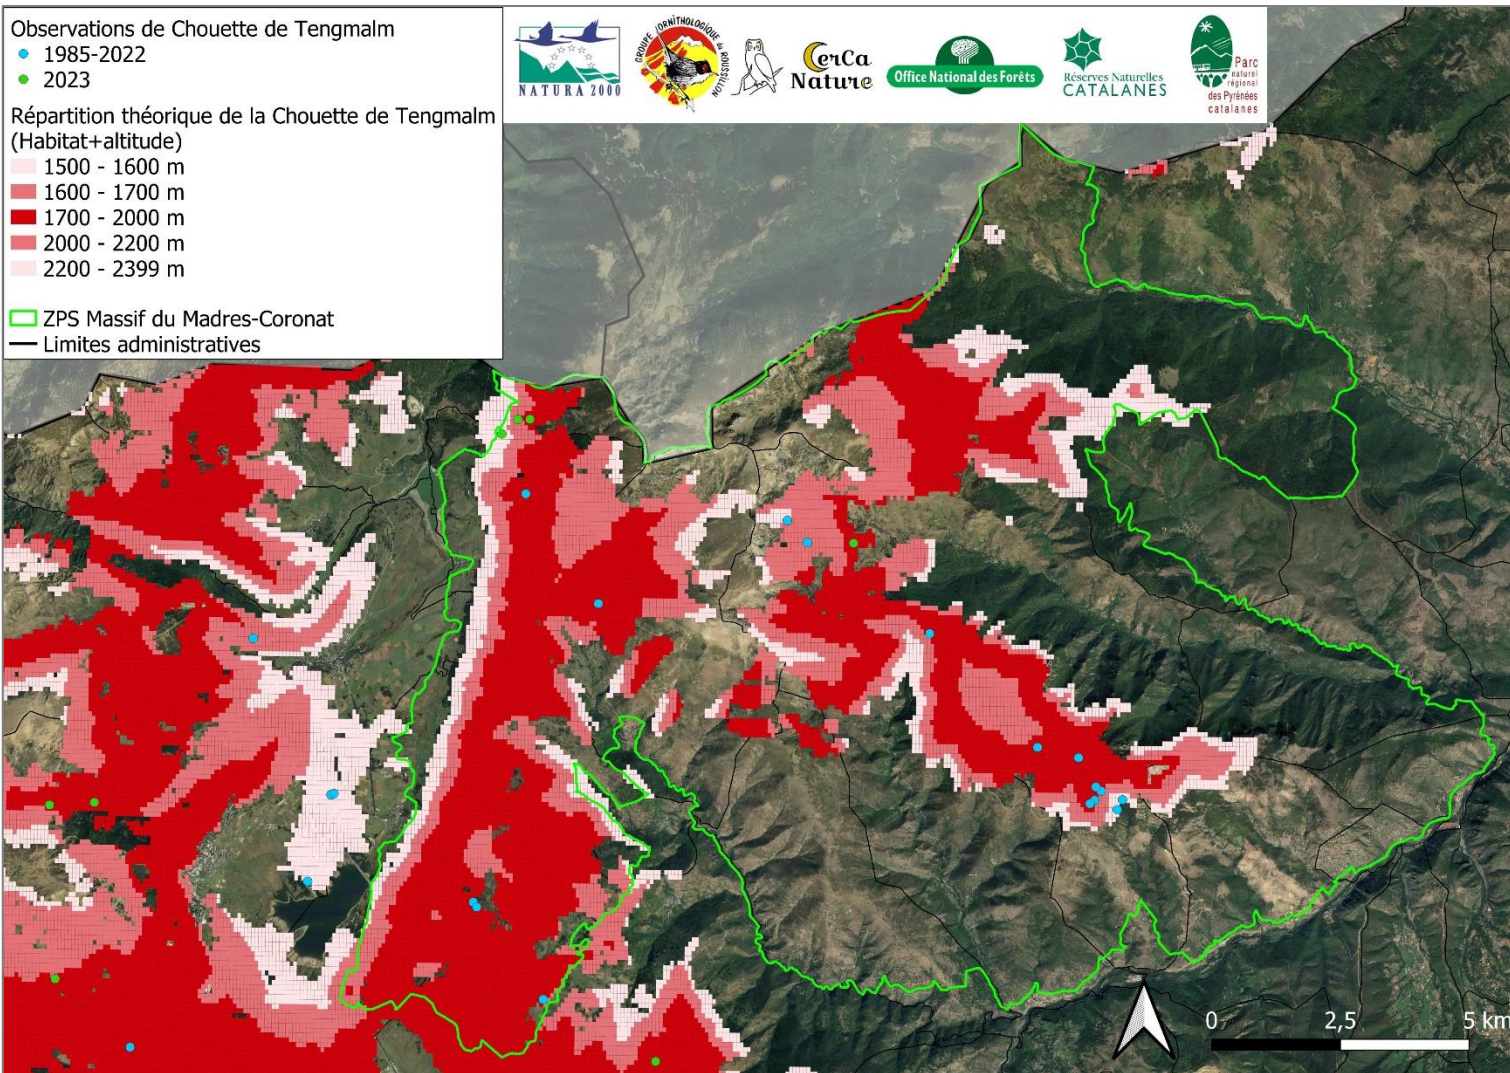 Observations de Chouette de Tengmalm
1985-2022
2023
Répartition théorique de la Chouette de Tengmalm
(Habitat+altitude)
1500 - 1600 m
1600 - 1700 m
1700 - 2000 m
2000 - 2200 m
2200 - 2399 m
ZPS Massif du Madres-Coronat
Limites administratives
NATURA 2000
GROUPE ORNITHOLOGIQUE du ROUSSILLON
CerCa
Nature
Office National des Forêts
Réserves Naturelles
CATALANES
Parc
naturel
régional
des Pyrénées
catalanes
0 2,5 5 km